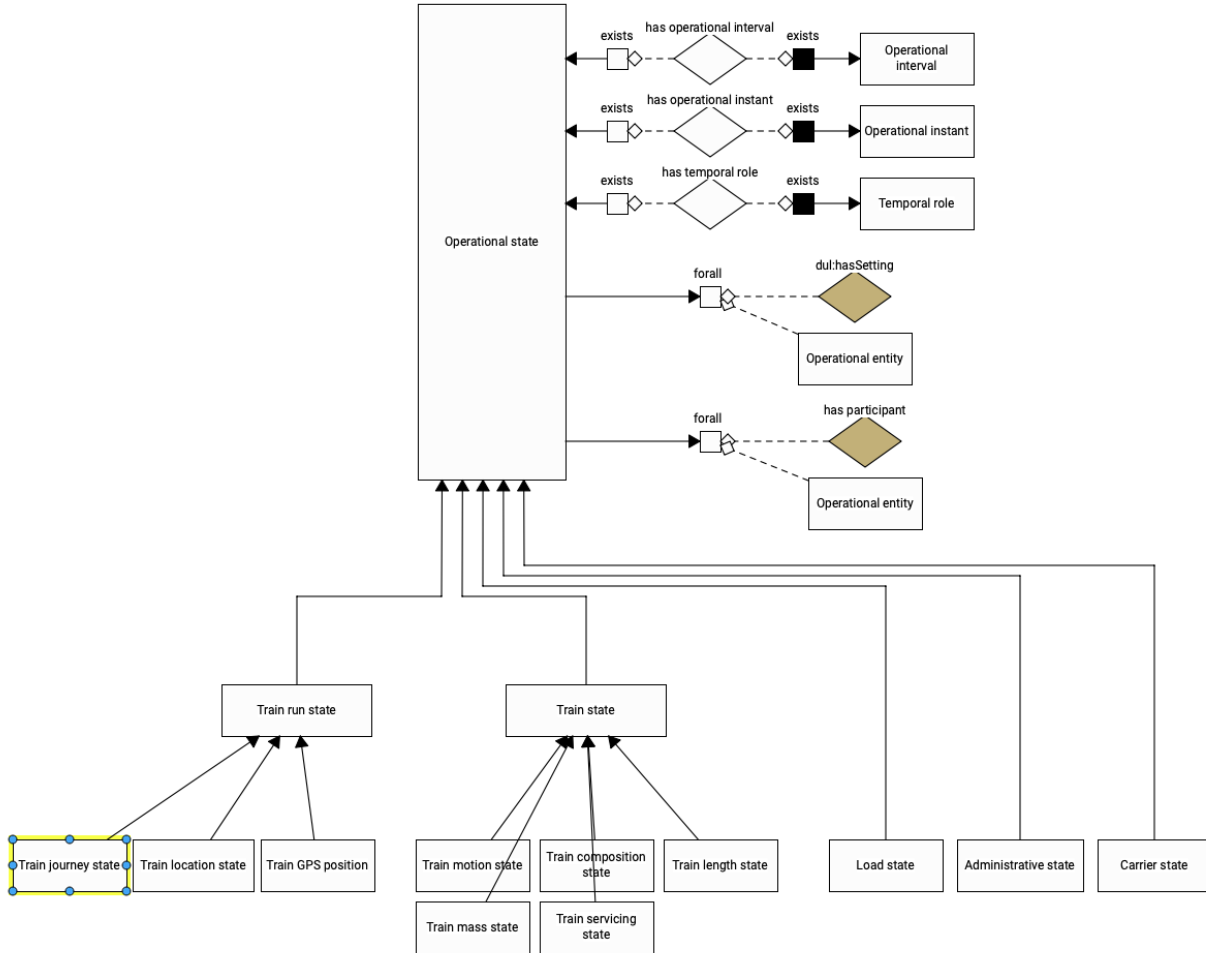 has operational interval
exists
exists
Operational
interval
has operational instant
exists
exists
Operational instant
has temporal role
exists
exists
Temporal role
Operational state
dul:hasSetting
forall
Operational entity
has participant
forall
Operational entity
Train run state
Train state
Train journey state
Train location state
Train GPS position
Train motion state
Train composition
state
Train length state
Load state
Administrative state
Carrier state
Train mass state
Train servicing
state